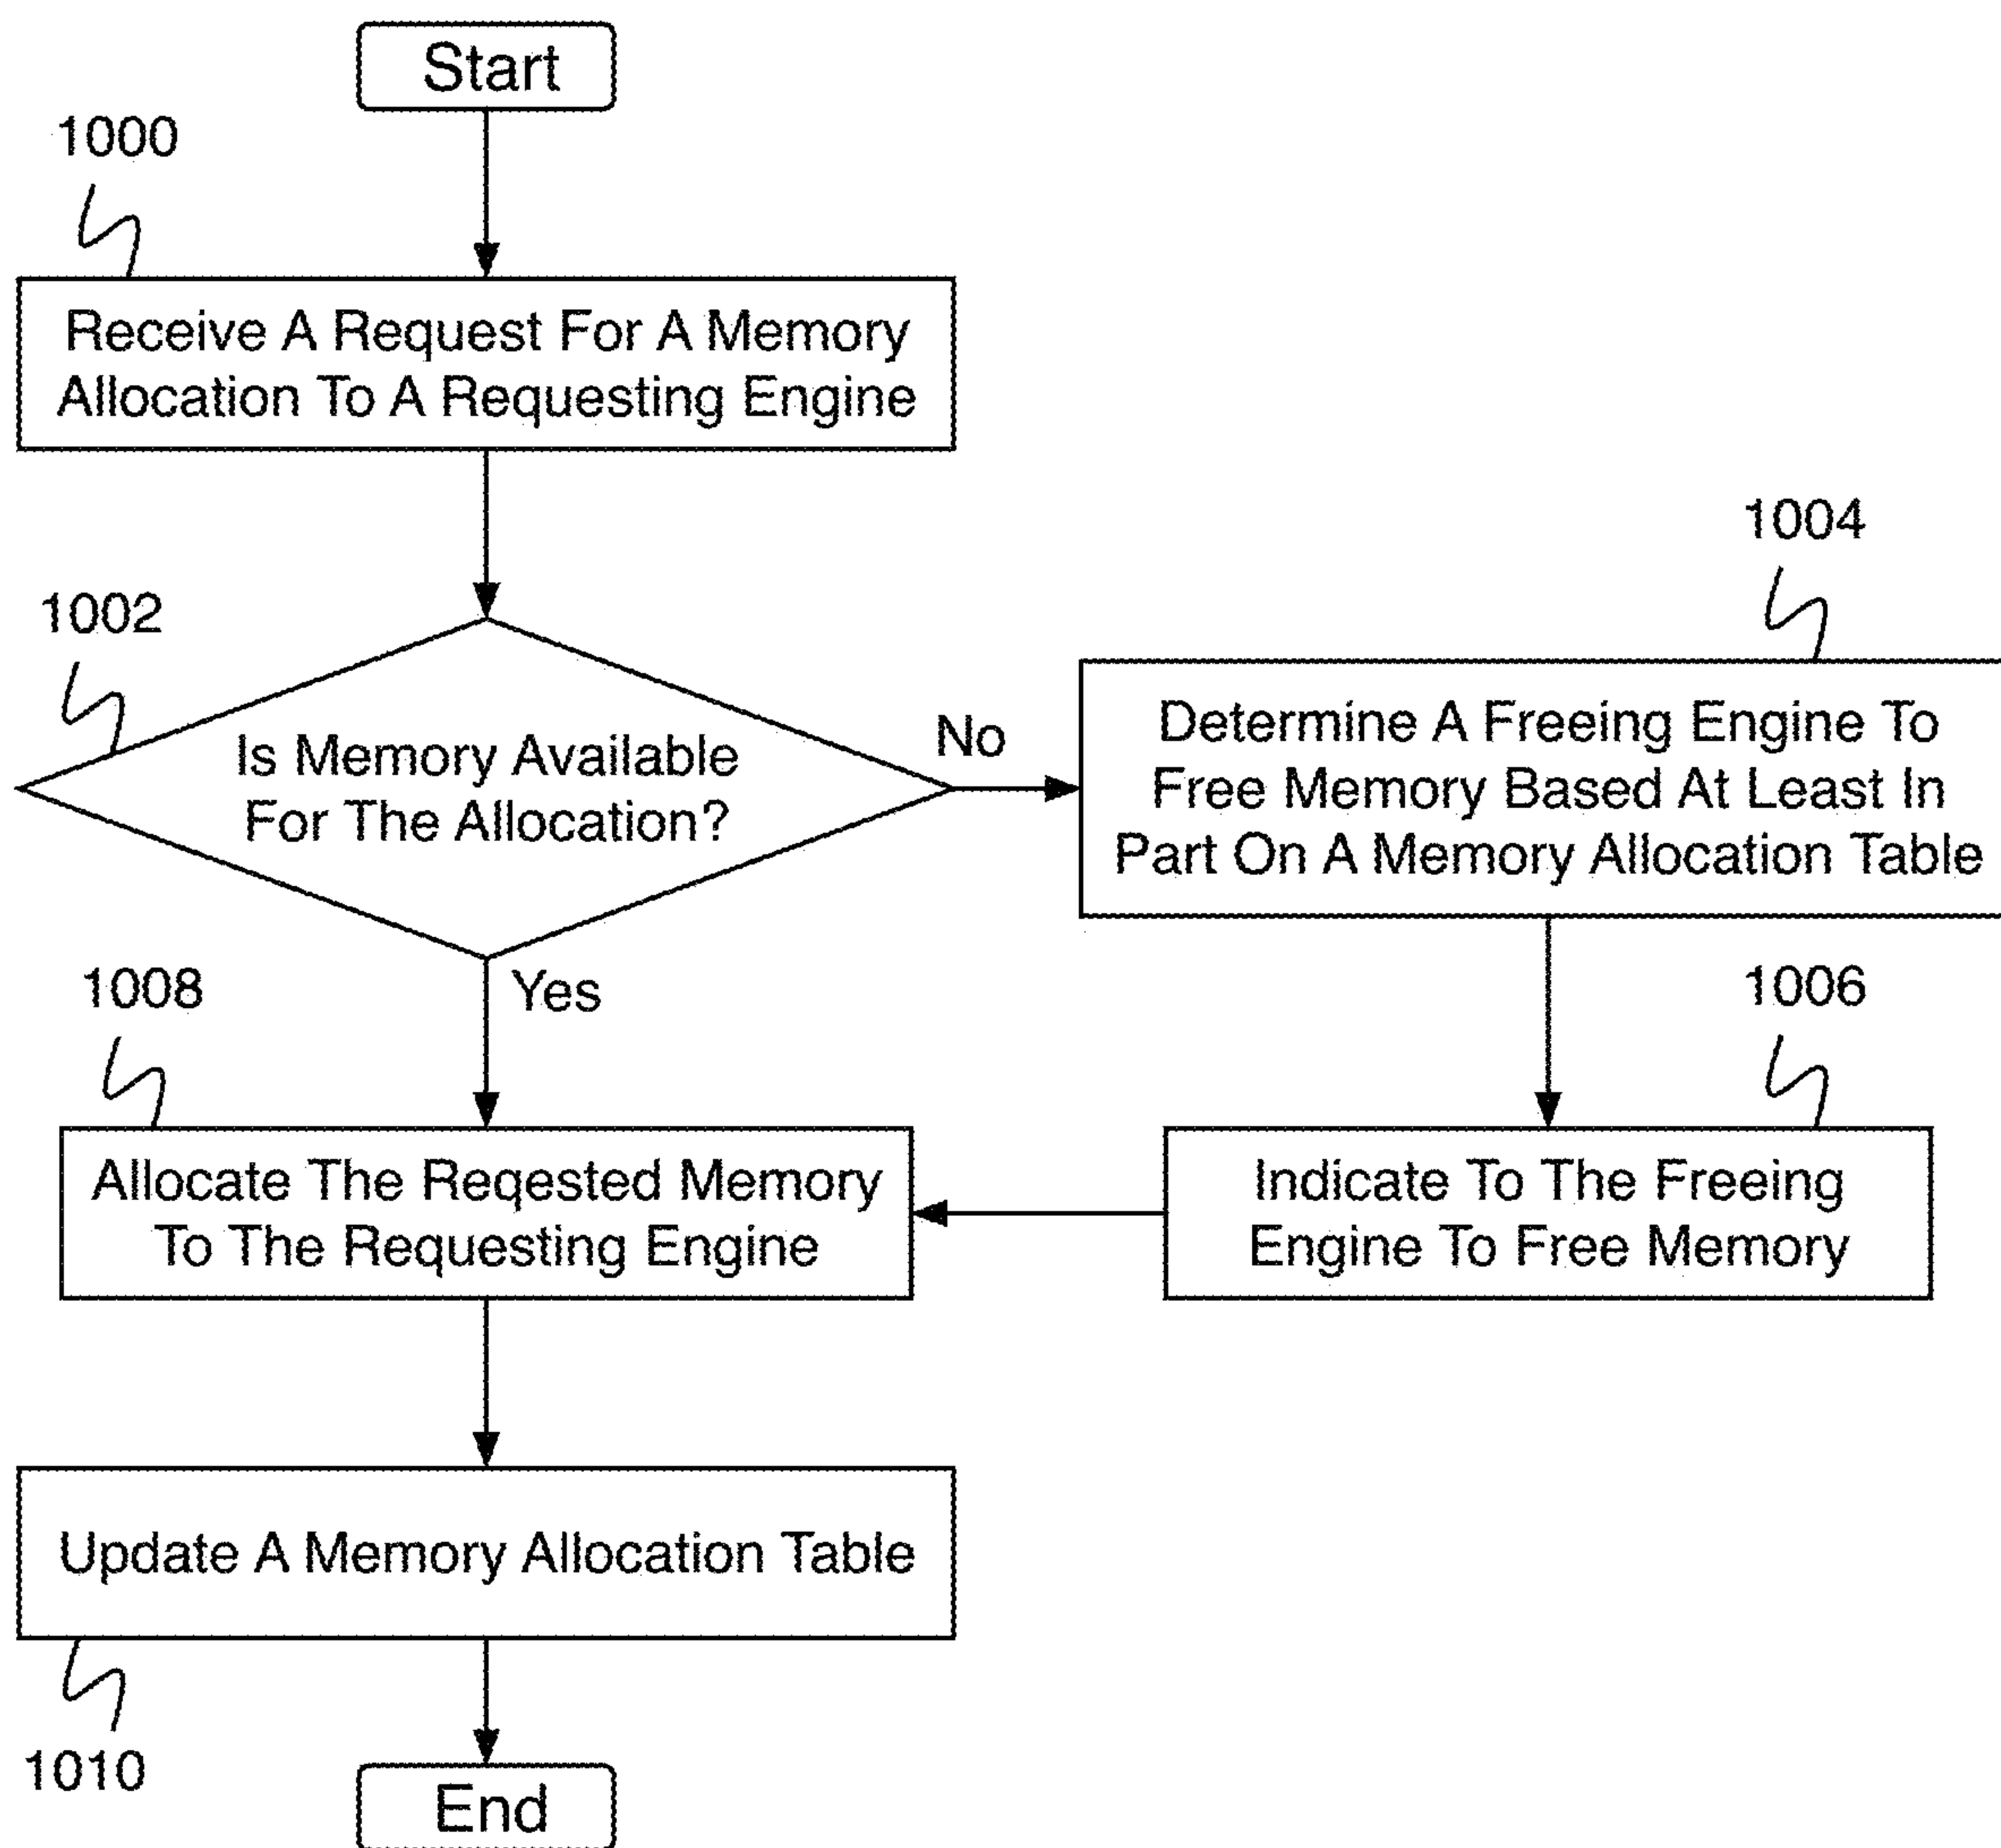 Start
1000
Receive A Request For A Memory
Allocation To A Requesting Engine
1002
Is Memory Available
For The Allocation?
No
1004
Determine A Freeing Engine To
Free Memory Based At Least In
Part On A Memory Allocation Table
Yes
1006
Indicate To The Freeing
Engine To Free Memory
1008
Allocate The Reqested Memory
To The Requesting Engine
Update A Memory Allocation Table
1010
End